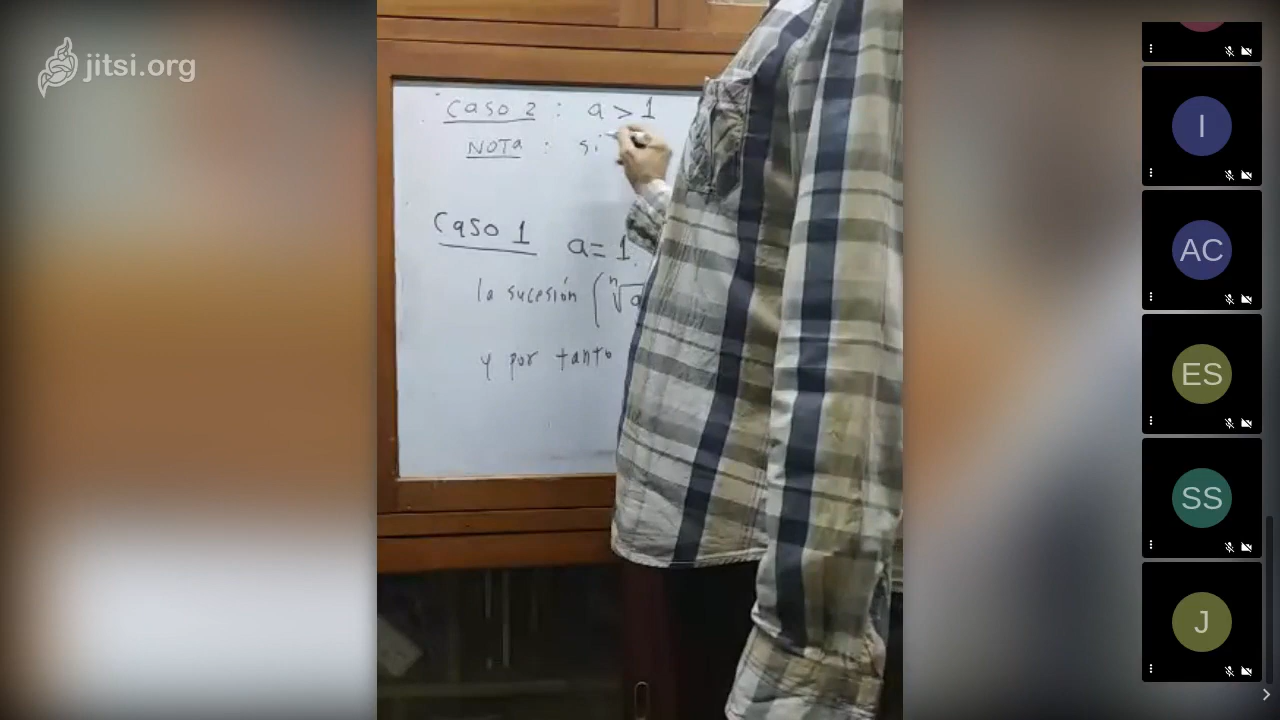 jitsi.org
Caso 2 : a > 1
NOTa : si
Caso 1 a = 1
la sucesión (ⁿ√a
y por tanto
I
AC
ES
SS
J